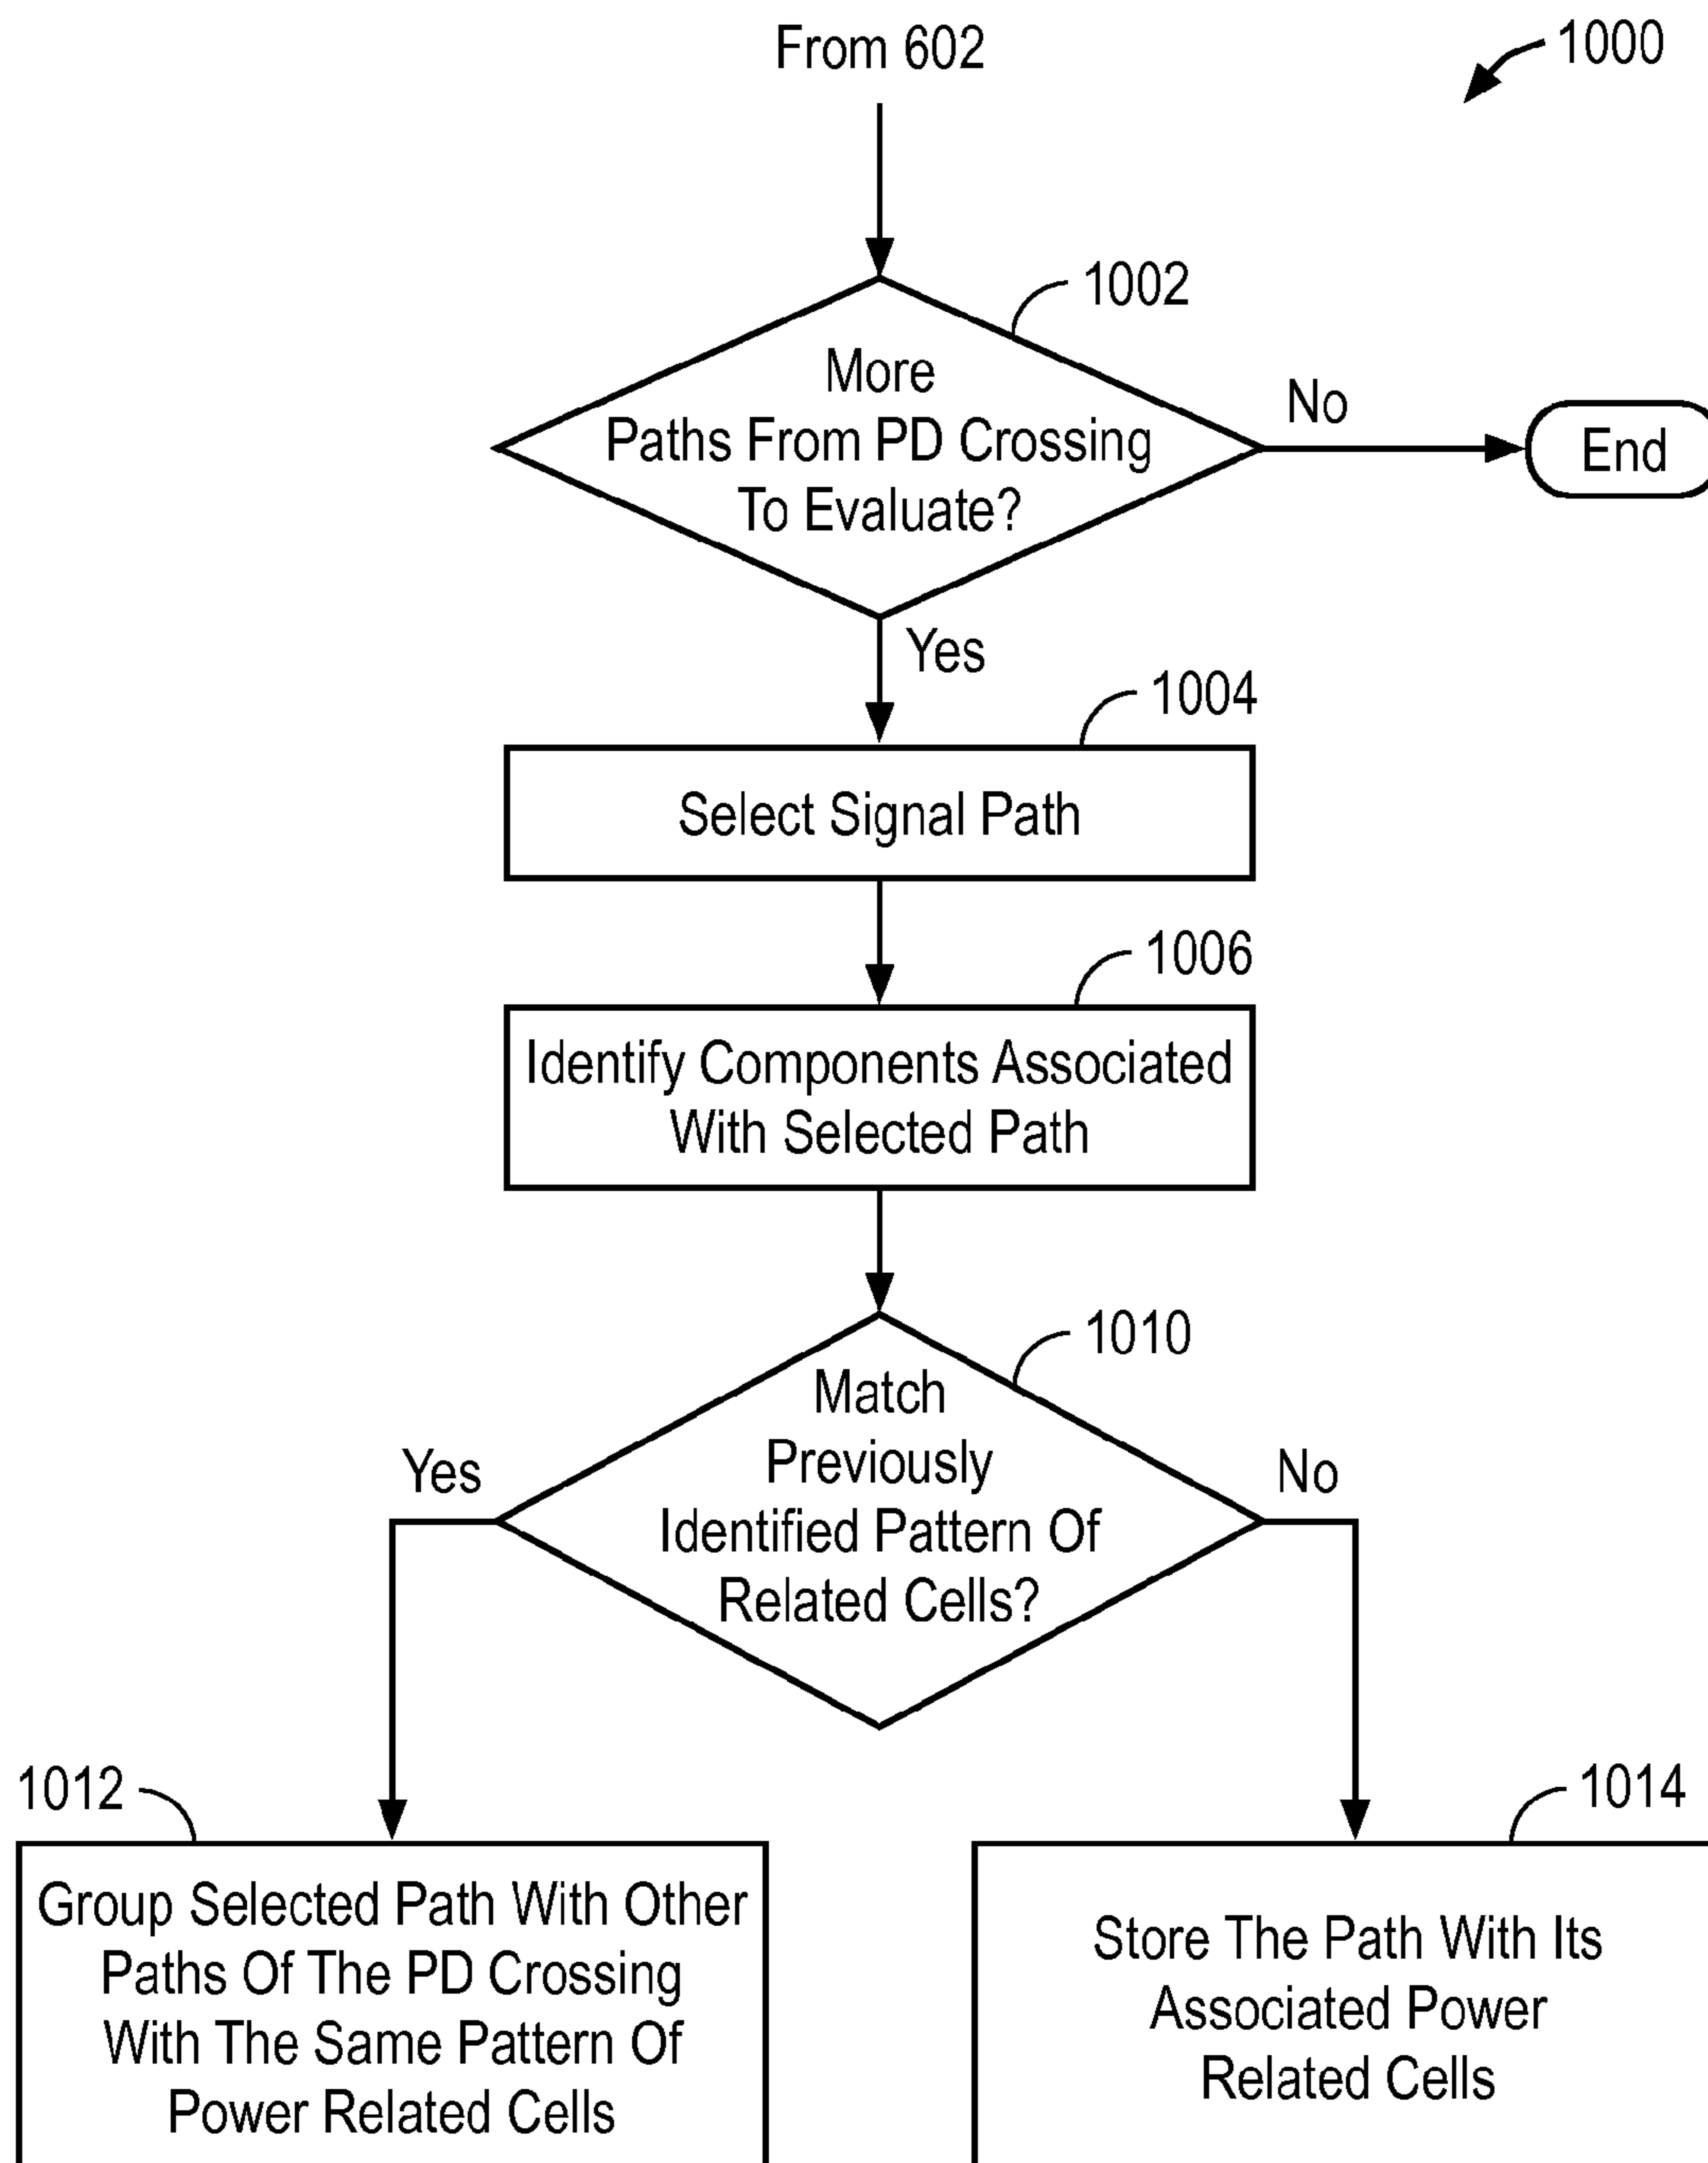 From 602
1000
1002
More
Paths From PD Crossing
To Evaluate?
No
End
Yes
1004
Select Signal Path
1006
Identify Components Associated
With Selected Path
1010
Match
Previously
Identified Pattern Of
Related Cells?
Yes
No
1012
1014
Group Selected Path With Other
Paths Of The PD Crossing
With The Same Pattern Of
Power Related Cells
Store The Path With Its
Associated Power
Related Cells